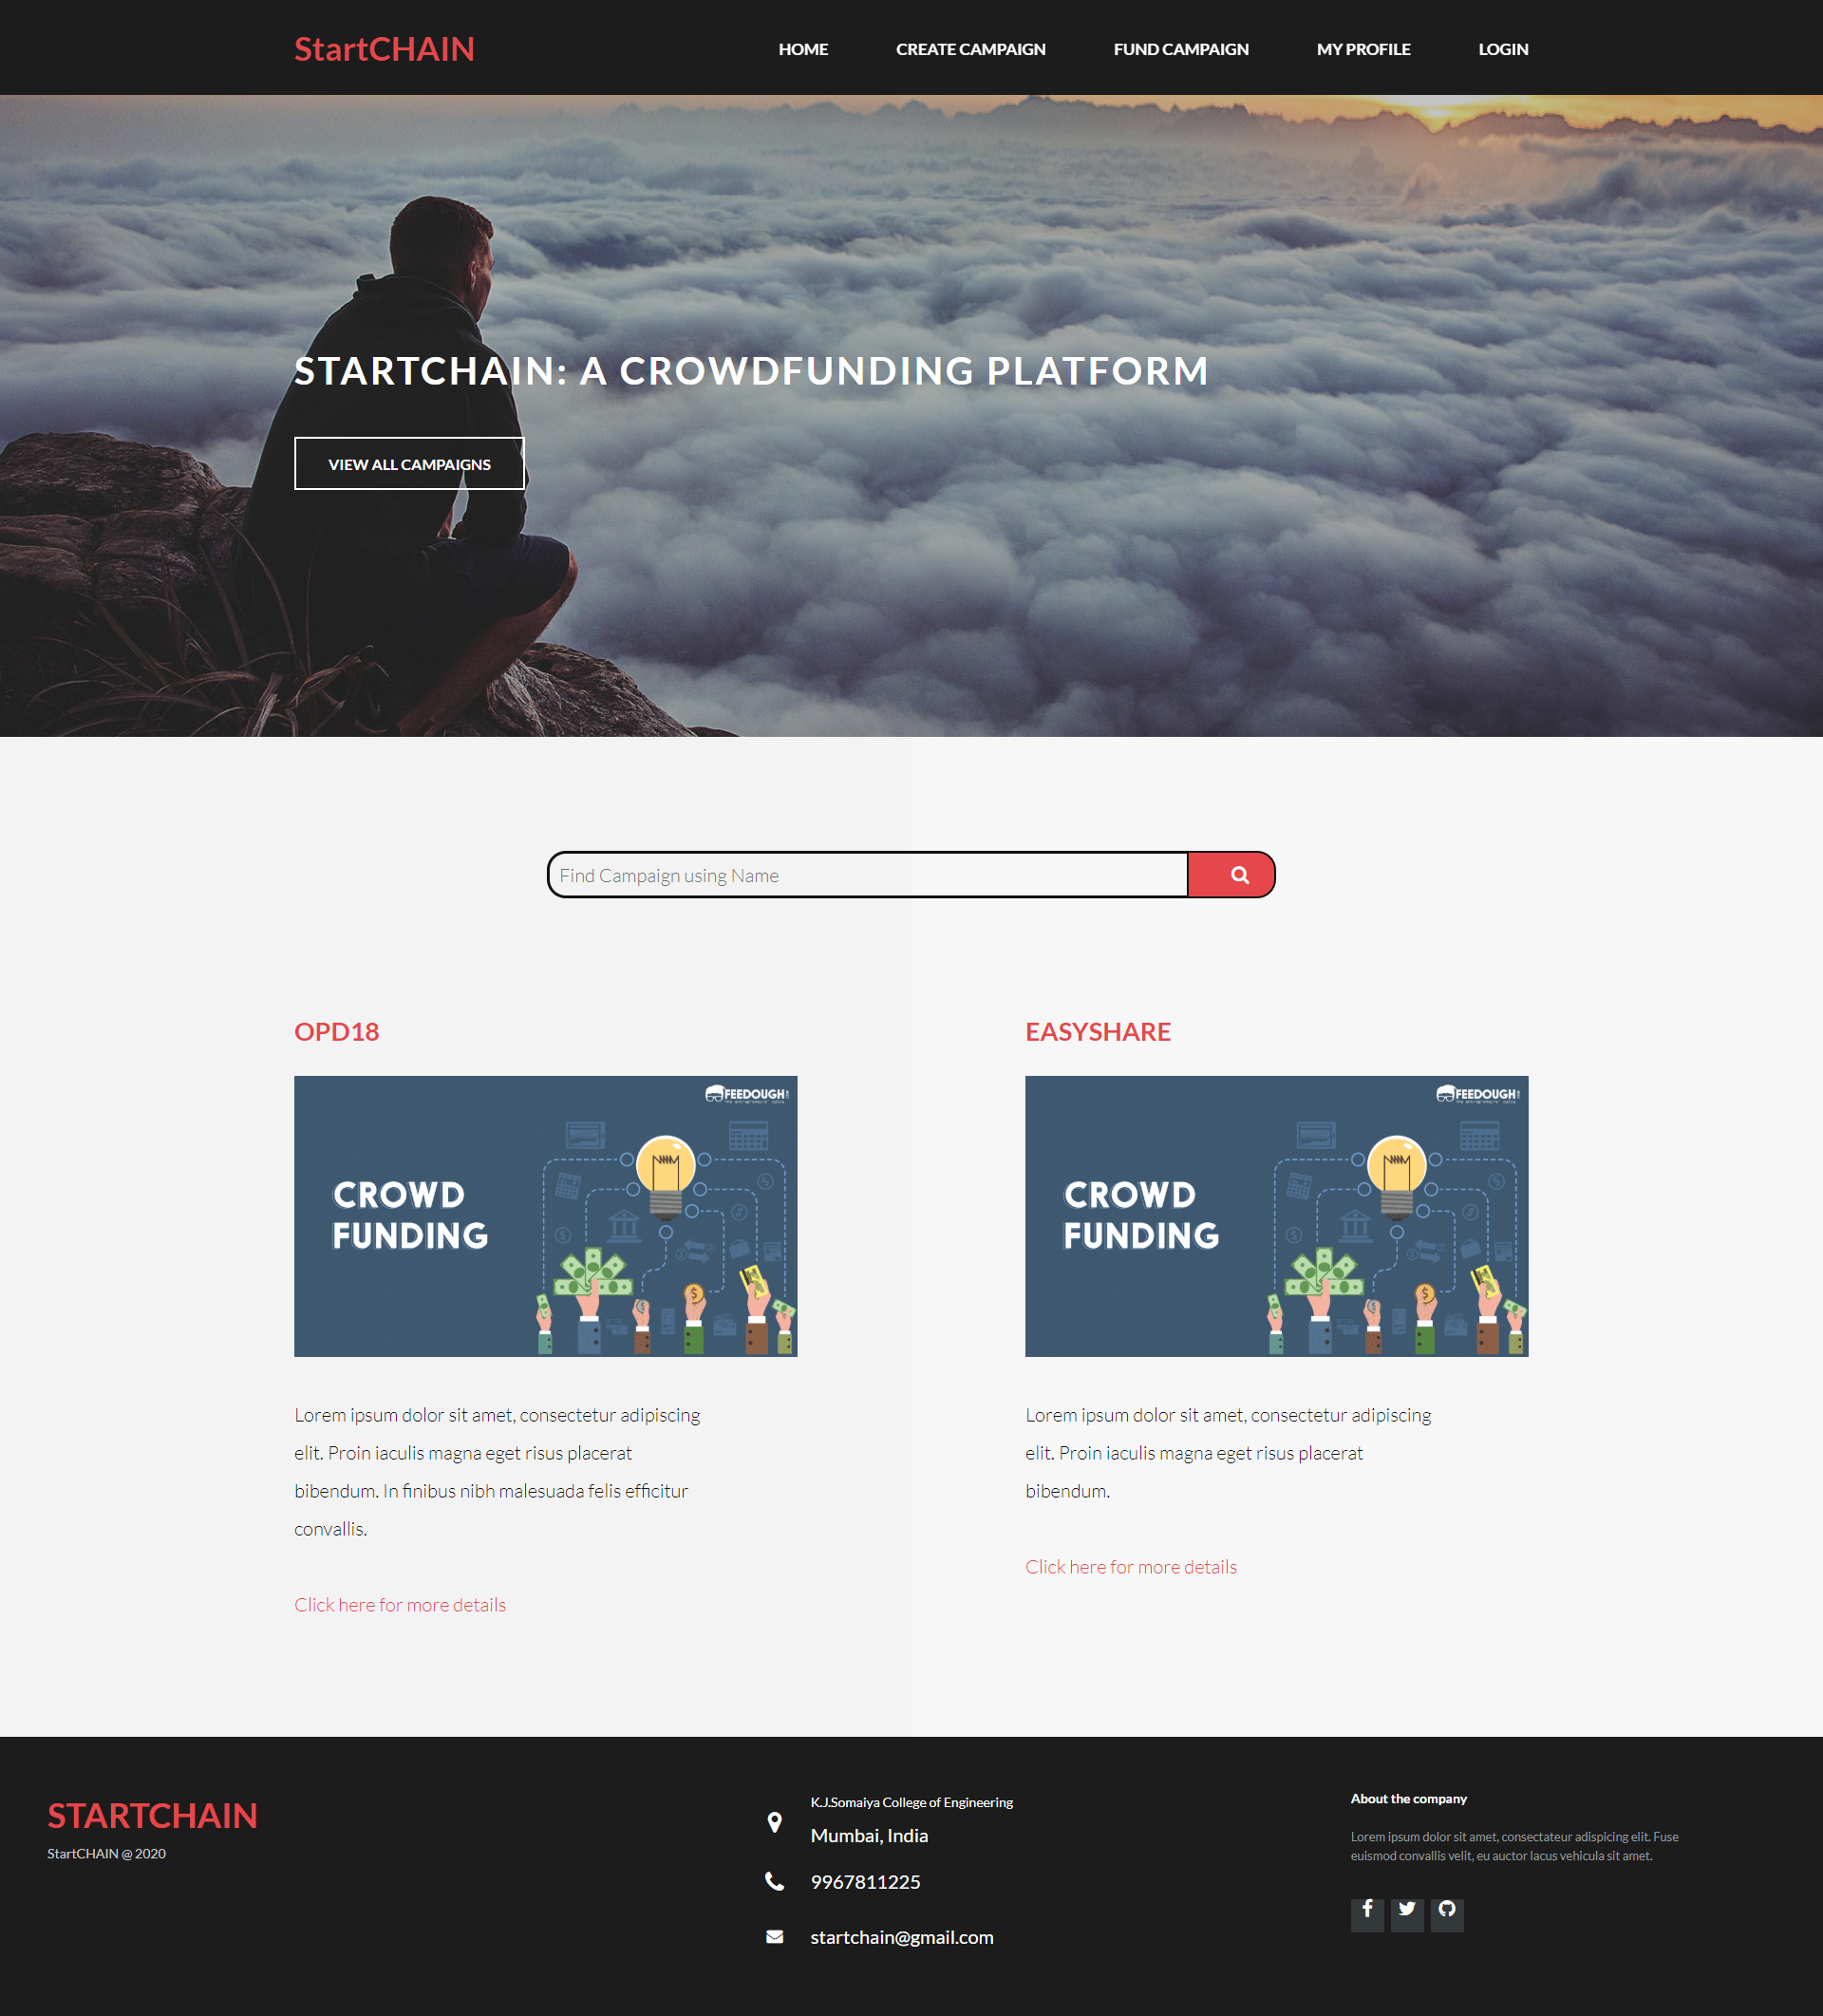 StartCHAIN
HOME
CREATE CAMPAIGN
FUND CAMPAIGN
MY PROFILE
LOGIN
STARTCHAIN: A CROWDFUNDING PLATFORM
VIEW ALL CAMPAIGNS
Find Campaign using Name
OPD18
FEEDOUGH
CROWD
FUNDING
Lorem ipsum dolor sit amet, consectetur adipiscing
elit. Proin iaculis magna eget risus placerat
bibendum. In finibus nibh malesuada felis efficitur
convallis.
Click here for more details
EASYSHARE
FEEDOUGH
CROWD
FUNDING
Lorem ipsum dolor sit amet, consectetur adipiscing
elit. Proin iaculis magna eget risus placerat
bibendum.
Click here for more details
STARTCHAIN
StartCHAIN @ 2020
K.J.Somaiya College of Engineering
Mumbai, India
9967811225
startchain@gmail.com
About the company
Lorem ipsum dolor sit amet, consectateur adispicing elit. Fuse
euismod convallis velit, eu auctor lacus vehicula sit amet.